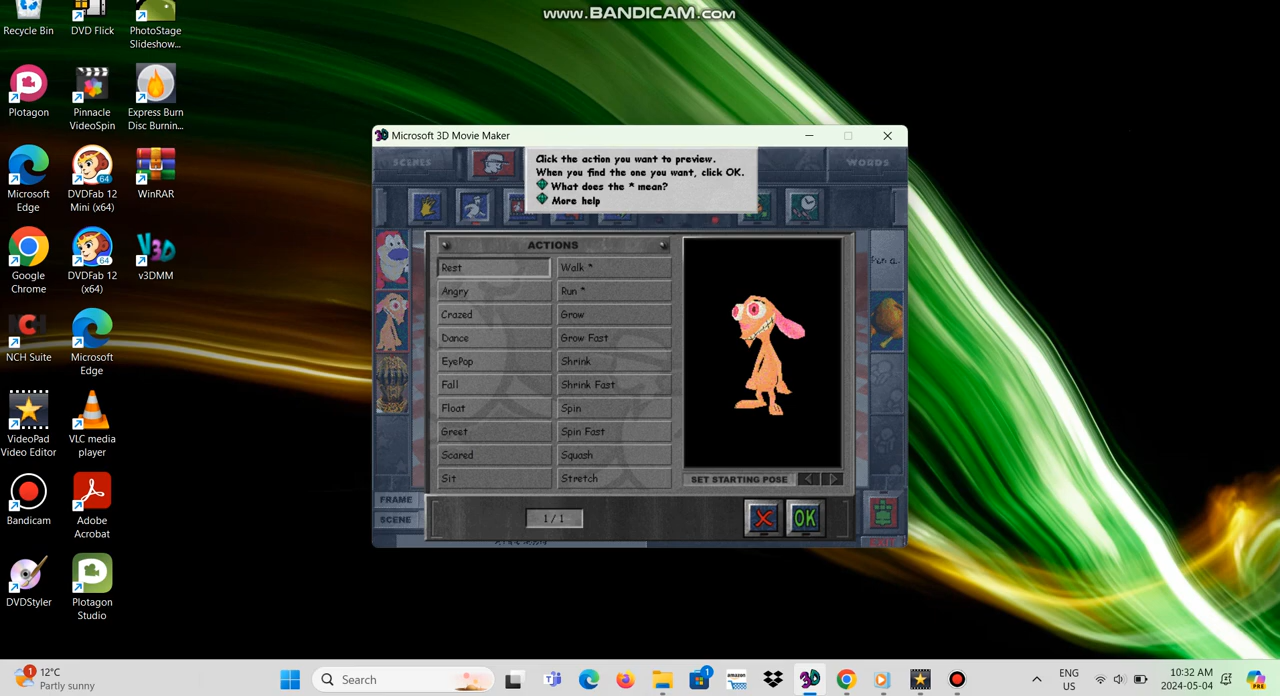 www.BANDICAM.com
Recycle Bin
DVD Flick
PhotoStage
Slideshow...
Plotagon
Pinnacle
VideoSpin
Express Burn
Disc Burnin...
Microsoft
Edge
DVDFab 12
Mini (x64)
WinRAR
Google
Chrome
DVDFab 12
(x64)
v3DMM
NCH Suite
Microsoft
Edge
VideoPad
Video Editor
VLC media
player
Bandicam
Adobe
Acrobat
DVDStyler
Plotagon
Studio
Microsoft 3D Movie Maker
SCENES
WORDS
Click the action you want to preview.
When you find the one you want, click OK.
What does the * mean?
More help
ACTIONS
Rest
Walk *
Angry
Run *
Crazed
Grow
Dance
Grow Fast
EyePop
Shrink
Fall
Shrink Fast
Float
Spin
Greet
Spin Fast
Scared
Squash
Sit
Stretch
SET STARTING POSE
FRAME
SCENE
1 / 1
OK
12°C
Partly sunny
Search
ENG
US
10:32 AM
2024-05-04